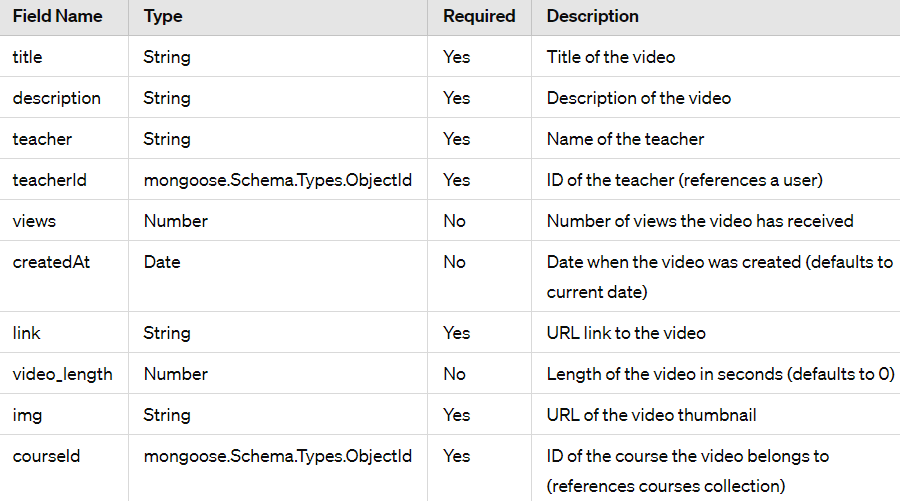 Field Name Type Required Description
title String Yes Title of the video
description String Yes Description of the video
teacher String Yes Name of the teacher
teacherId mongoose.Schema.Types.ObjectId Yes ID of the teacher (references a user)
views Number No Number of views the video has received
createdAt Date No Date when the video was created (defaults to
current date)
link String Yes URL link to the video
video_length Number No Length of the video in seconds (defaults to 0)
img String Yes URL of the video thumbnail
courseId mongoose.Schema.Types.ObjectId Yes ID of the course the video belongs to
(references courses collection)